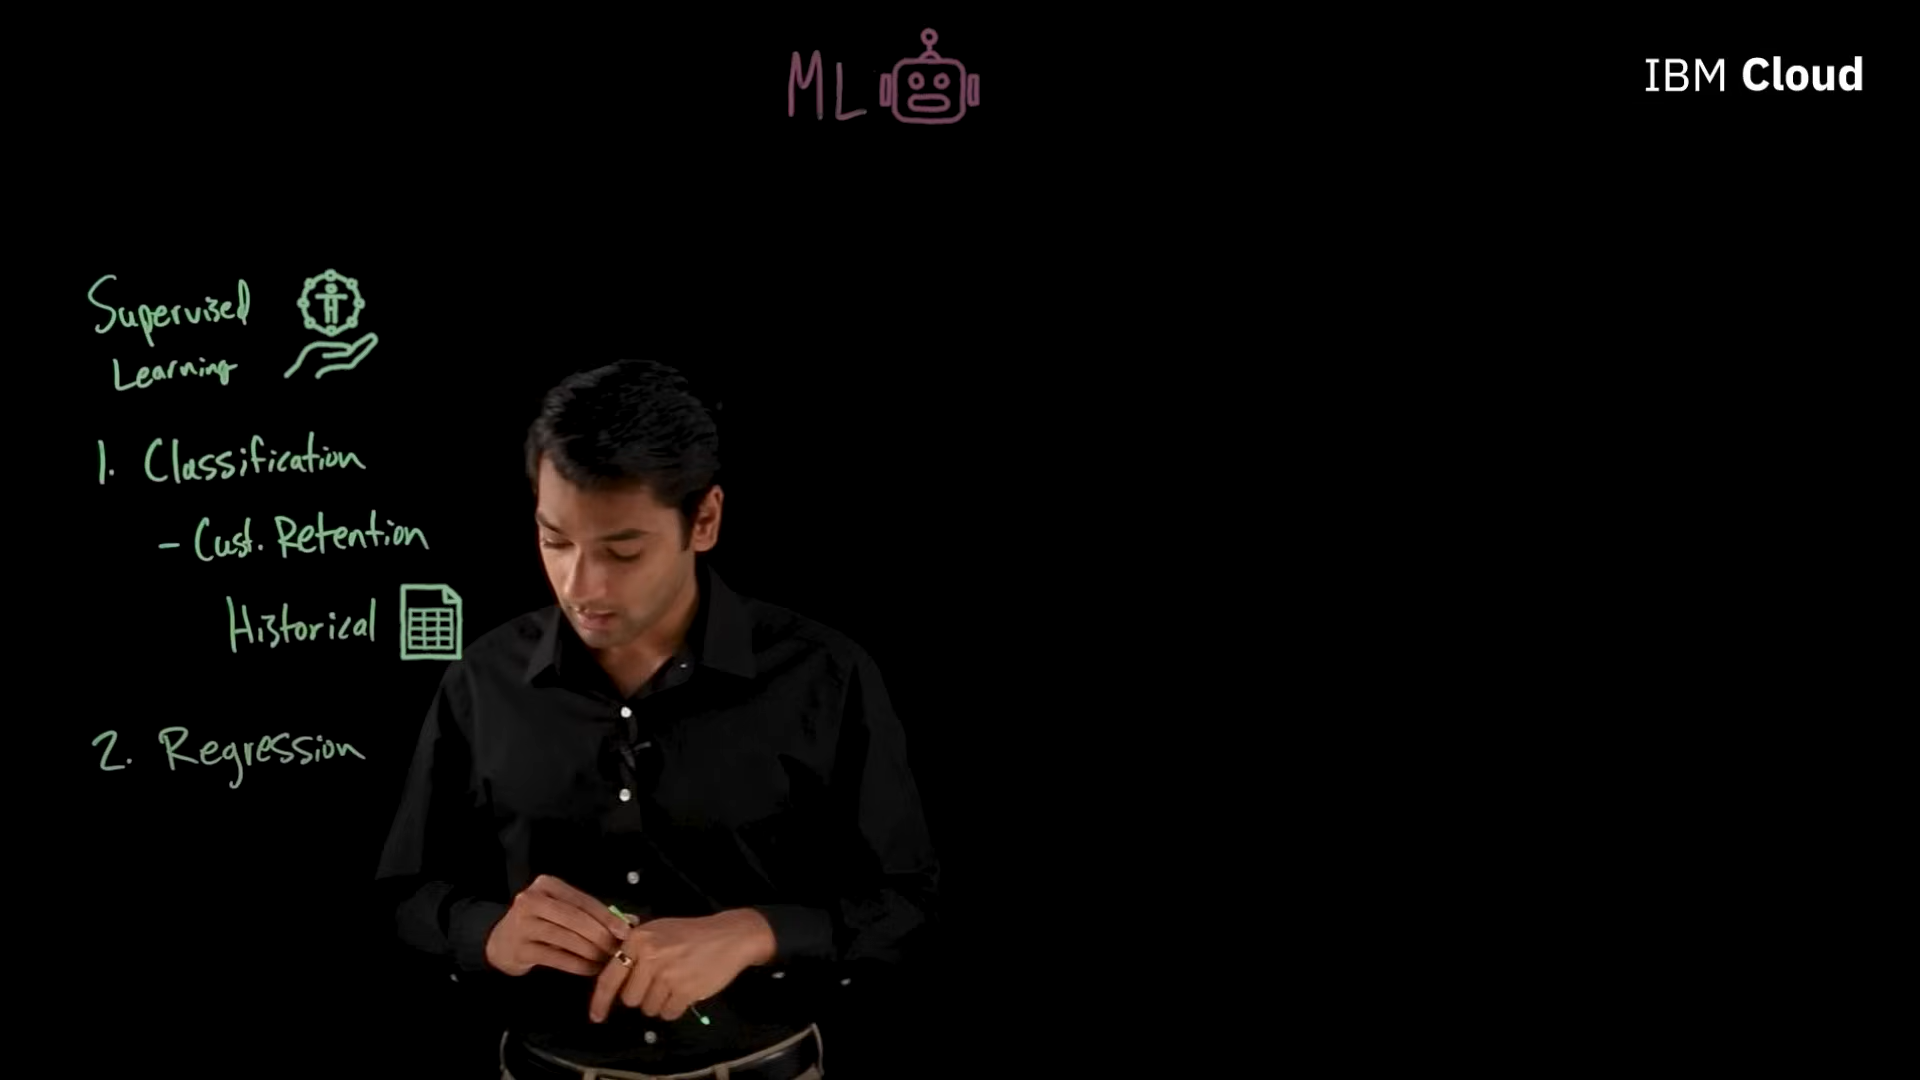 ML
IBM Cloud
Supervised
Learning
1. Classification
- Cust. Retention
Historical
2. Regression